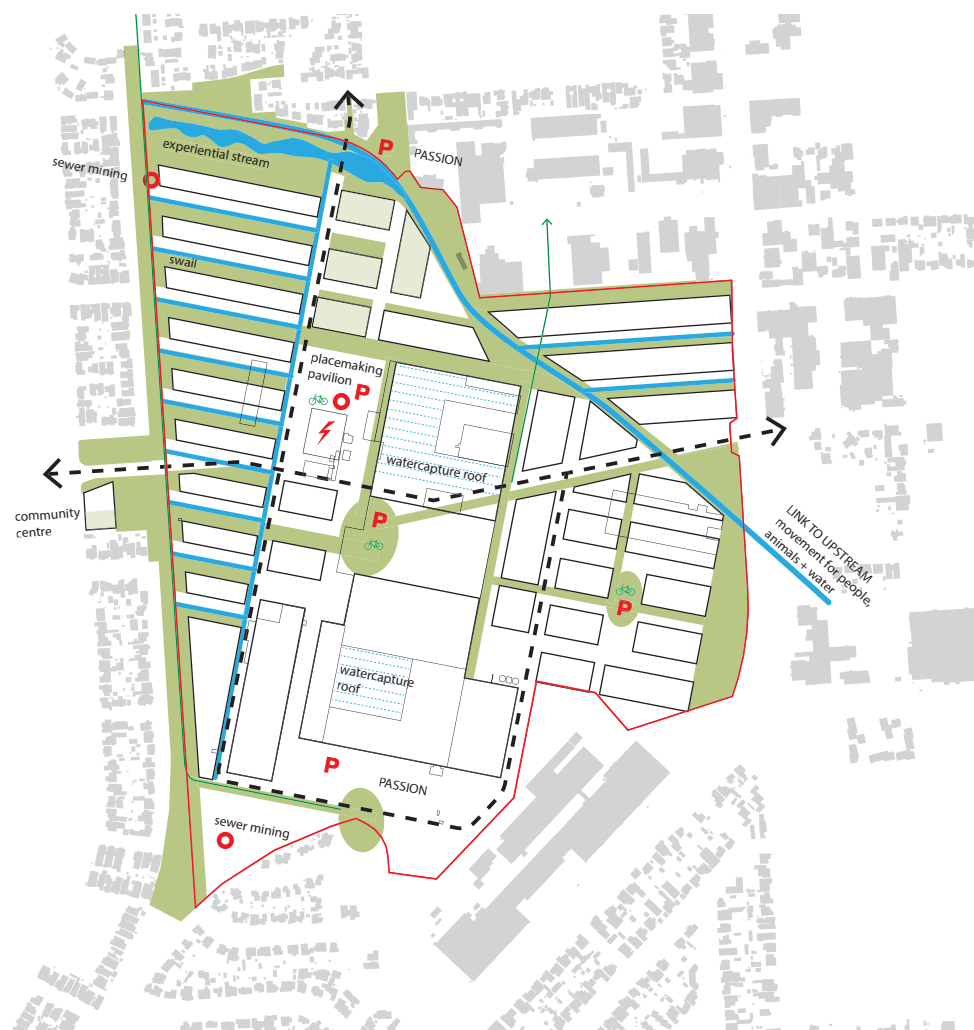 P
PASSION
experiential stream
sewer mining
swail
placemaking
pavilion
P
watercapture roof
P
community
centre
LINK TO UPSTREAM
movement for people,
animals + water
P
watercapture
roof
P
PASSION
sewer mining